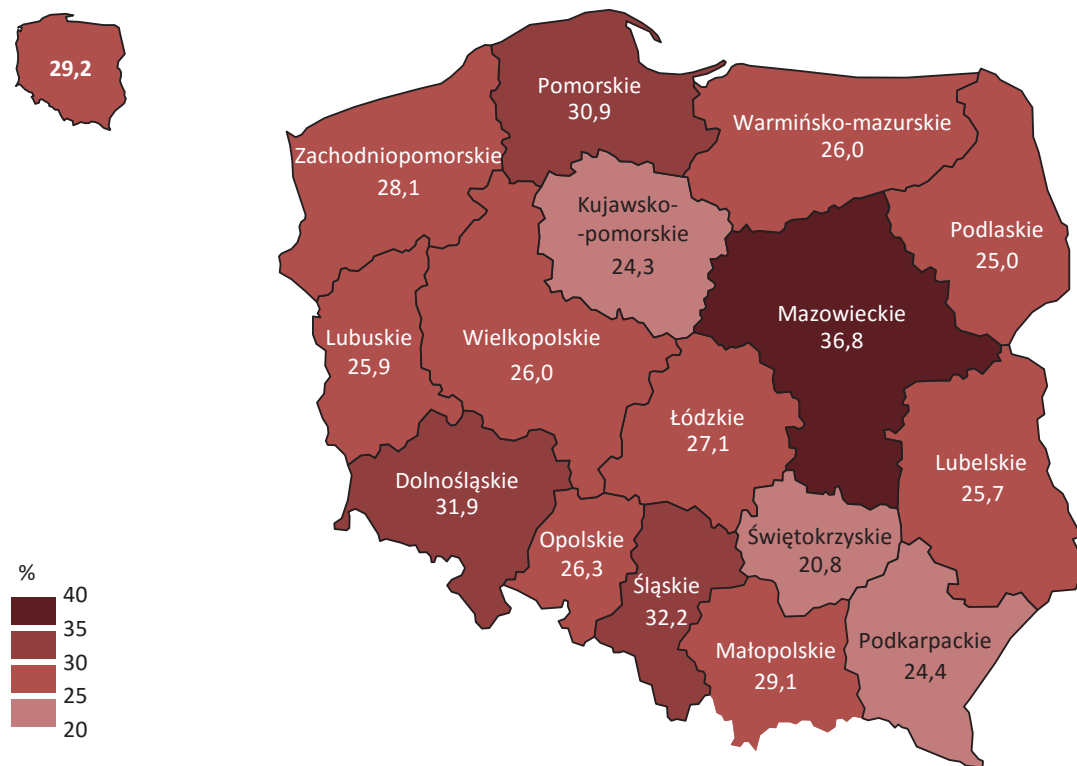 29,2
Pomorskie
30,9
Warmińsko-mazurskie
26,0
Zachodniopomorskie
28,1
Kujawsko-
-pomorskie
24,3
Podlaskie
25,0
Mazowieckie
36,8
Lubuskie
25,9
Wielkopolskie
26,0
Łódzkie
27,1
Lubelskie
25,7
Dolnośląskie
31,9
Opolskie
26,3
Świętokrzyskie
20,8
Śląskie
32,2
Małopolskie
29,1
Podkarpackie
24,4
%
40
35
30
25
20